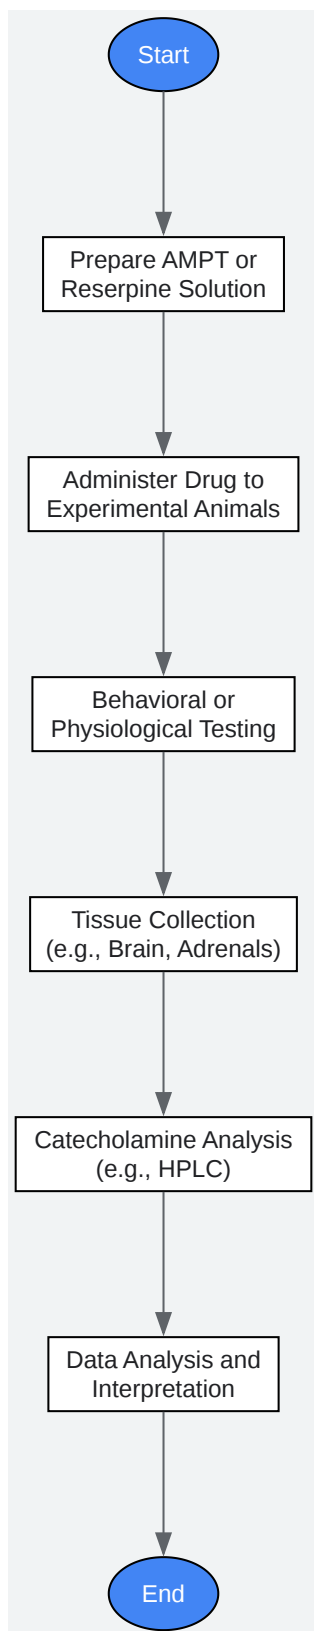 Start
Prepare AMPT or
Reserpine Solution
Administer Drug to
Experimental Animals
Behavioral or
Physiological Testing
Tissue Collection
(e.g., Brain, Adrenals)
Catecholamine Analysis
(e.g., HPLC)
Data Analysis and
Interpretation
End